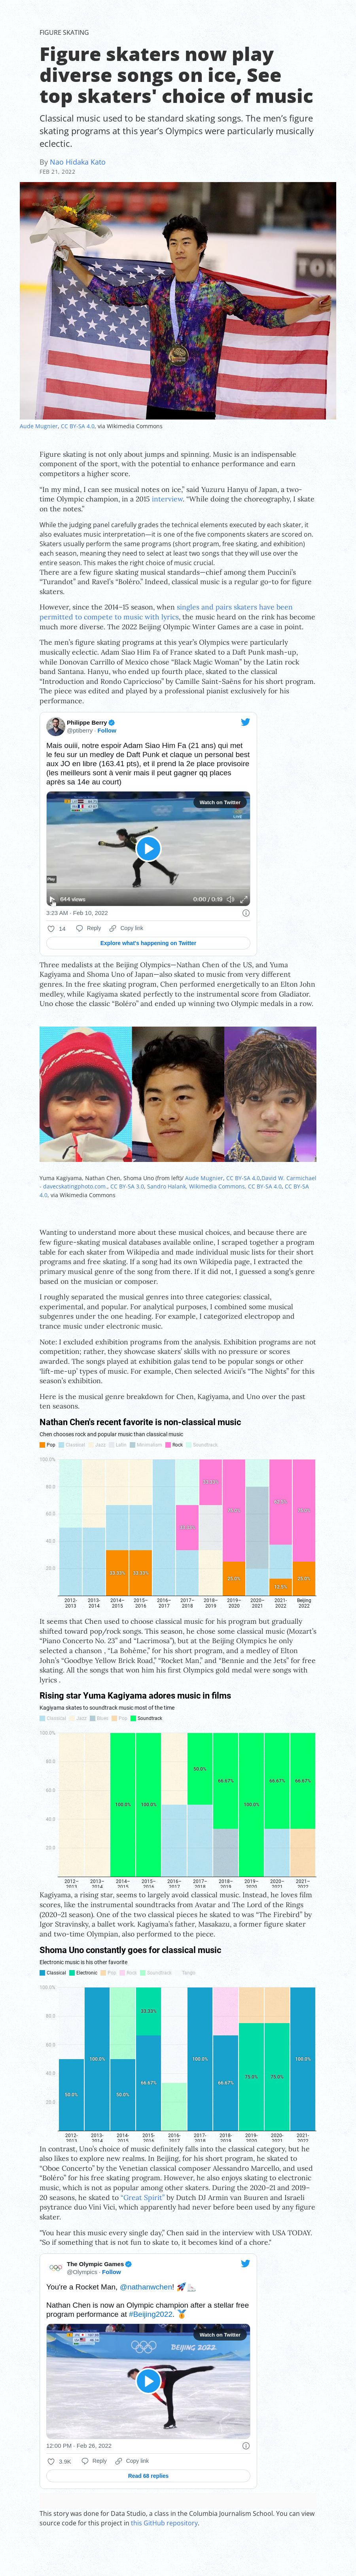 FIGURE SKATING
Figure skaters now play
diverse songs on ice, See
top skaters' choice of music
Classical music used to be standard skating songs. The men's figure
skating programs at this year's Olympics were particularly musically
eclectic.
By Nao Hidaka Kato
FEB 21, 2022
Aude Mugnier, CC BY-SA 4.0, via Wikimedia Commons
Figure skating is not only about jumps and spinning. Music is an indispensable
component of the sport, with the potential to enhance performance and earn
competitors a higher score.
“In my mind, I can see musical notes on ice,” said Yuzuru Hanyu of Japan, a two-
time Olympic champion, in a 2015 interview. “While doing the choreography, I skate
on the notes.”
While the judging panel carefully grades the technical elements executed by each skater, it
also evaluates music interpretation—it is one of the five components skaters are scored on.
Skaters usually perform the same programs (short program, free skating, and exhibition)
each season, meaning they choose at least two songs that they will use over the
entire season. This makes the right choice of music crucial.
There are a few figure skating musical standards—chief among them Puccini's
“Turandot” and Ravel's “Boléro.” Indeed, classical music is a regular go-to for figure
skaters.
However, since the 2014–15 season, when singles and pairs skaters have been
permitted to compete to music with lyrics, the music heard on the rink has become
much more diverse. The 2022 Beijing Olympic Winter Games are a case in point.
The men's figure skating programs at this year's Olympics were particularly
musically eclectic. Adam Siao Him Fa of France skated to a Daft Punk mash-up,
while Donovan Carrillo of Mexico chose “Black Magic Woman” by the Latin rock
band Santana. Hanyu, who ended up fourth place, skated to the classical
“Introduction and Rondo Capriccioso” by Camille Saint-Saëns for his short program.
The piece was edited and played by a professional pianist exclusively for his
performance.
Philippe Berry
@ptiberry · Follow
Mais ouiii, notre espoir Adam Siao Him Fa (21 ans) qui met
le feu sur un medley de Daft Punk et claque un personal best
aux JO en libre (163.41 pts), et il prend la 2e place provisoire
(les meilleurs sont à venir mais il peut gagner qq places
après sa 14e au court)
Watch on Twitter
644 views
0:00 / 0:19
3:23 AM · Feb 10, 2022
14 Reply Copy link
Explore what's happening on Twitter
Three medalists at the Beijing Olympics—Nathan Chen of the US, and Yuma
Kagiyama and Shoma Uno of Japan—also skated to music from very different
genres. In the free skating program, Chen performed energetically to an Elton John
medley, while Kagiyama skated perfectly to the instrumental score from Gladiator.
Uno chose the classic “Boléro” and ended up winning two Olympic medals in a row.
Yuma Kagiyama, Nathan Chen, Shoma Uno (from left)/ Aude Mugnier, CC BY-SA 4.0,David W. Carmichael
- davecskatingphoto.com., CC BY-SA 3.0, Sandro Halank, Wikimedia Commons, CC BY-SA 4.0, CC BY-SA
4.0, via Wikimedia Commons
Wanting to understand more about these musical choices, and because there are
few figure-skating musical databases available online, I scraped together a program
table for each skater from Wikipedia and made individual song lists for their short
programs and free skating. If a song had its own Wikipedia page, I extracted the
primary musical genre of the song from there. If it did not, I guessed a song's genre
based on the musician or composer.
I roughly separated the musical genres into three categories: classical,
experimental, and popular. For analytical purposes, I combined some musical
subgenres under the one heading. For example, I categorized electropop and
trance music under electronic music.
Note: I excluded exhibition programs from the analysis. Exhibition programs are not
competition; rather, they showcase skaters' skills with no pressure or scores
awarded. The songs played at exhibition galas tend to be popular songs or other
‘lift-me-up’ types of music. For example, Chen selected Avicii's “The Nights” for this
season's exhibition.
Here is the musical genre breakdown for Chen, Kagiyama, and Uno over the past
ten seasons.
Nathan Chen's recent favorite is non-classical music
Chen chooses rock and popular music than classical music
Pop Classical Jazz Latin Minimalism Rock Soundtrack
100.0%
80.0
60.0
40.0
20.0
33.33% 33.33% 33.33% 33.33% 75.0% 25.0% 62.5% 12.5% 75.0% 25.0%
2012-2013 2013-2014 2014–2015 2015–2016 2016–2017 2017–2018 2018–2019 2019–2020 2020–2021 2021-2022 Beijing 2022
It seems that Chen used to choose classical music for his program but gradually
shifted toward pop/rock songs. This season, he chose some classical music (Mozart's
“Piano Concerto No. 23” and “Lacrimosa”), but at the Beijing Olympics he only
selected a chanson , “La Bohème,” for his short program, and a medley of Elton
John's “Goodbye Yellow Brick Road,” “Rocket Man,” and “Bennie and the Jets” for free
skating. All the songs that won him his first Olympic gold medal were songs with
lyrics .
Rising star Yuma Kagiyama adores music in films
Kagiyama skates to soundtrack music most of the time
Classical Jazz Blues Pop Soundtrack
100.0%
80.0
60.0
40.0
20.0
100.0% 100.0% 50.0% 66.67% 100.0% 66.67% 66.67%
2012–2013 2013–2014 2014–2015 2015–2016 2016–2017 2017–2018 2018–2019 2019–2020 2020–2021 2021–2022
Kagiyama, a rising star, seems to largely avoid classical music. Instead, he loves film
scores, like the instrumental soundtracks from Avatar and The Lord of the Rings
(2020–21 season). One of the two classical pieces he skated to was “The Firebird” by
Igor Stravinsky, a ballet work. Kagiyama's father, Masakazu, a former figure skater
and two-time Olympian, also performed to the piece.
Shoma Uno constantly goes for classical music
Electronic music is his other favorite
Classical Electronic Pop Rock Soundtrack Tango
100.0%
80.0
60.0
40.0
20.0
50.0% 100.0% 50.0% 33.33% 66.67% 100.0% 66.67% 75.0% 75.0% 100.0%
2012-2013 2013-2014 2014-2015 2015-2016 2016-2017 2017-2018 2018-2019 2019-2020 2020-2021 2021-2022
In contrast, Uno's choice of music definitely falls into the classical category, but he
also likes to explore new realms. In Beijing, for his short program, he skated to
“Oboe Concerto” by the Venetian classical composer Alessandro Marcello, and used
“Boléro” for his free skating program. However, he also enjoys skating to electronic
music, which is not as popular among other skaters. During the 2020–21 and 2019–
20 seasons, he skated to “Great Spirit” by Dutch DJ Armin van Buuren and Israeli
psytrance duo Vini Vici, which apparently had never before been used by any figure
skater.
“You hear this music every single day,” Chen said in the interview with USA TODAY.
“So if something that is not fun to skate to, it becomes kind of a chore.”
The Olympic Games
@Olympics · Follow
You're a Rocket Man, @nathanwchen! 🚀⛸️
Nathan Chen is now an Olympic champion after a stellar free
program performance at #Beijing2022. 🥇
Watch on Twitter
BEIJING 2022
12:00 PM · Feb 26, 2022
3.9K Reply Copy link
Read 68 replies
This story was done for Data Studio, a class in the Columbia Journalism School. You can view
source code for this project in this GitHub repository.